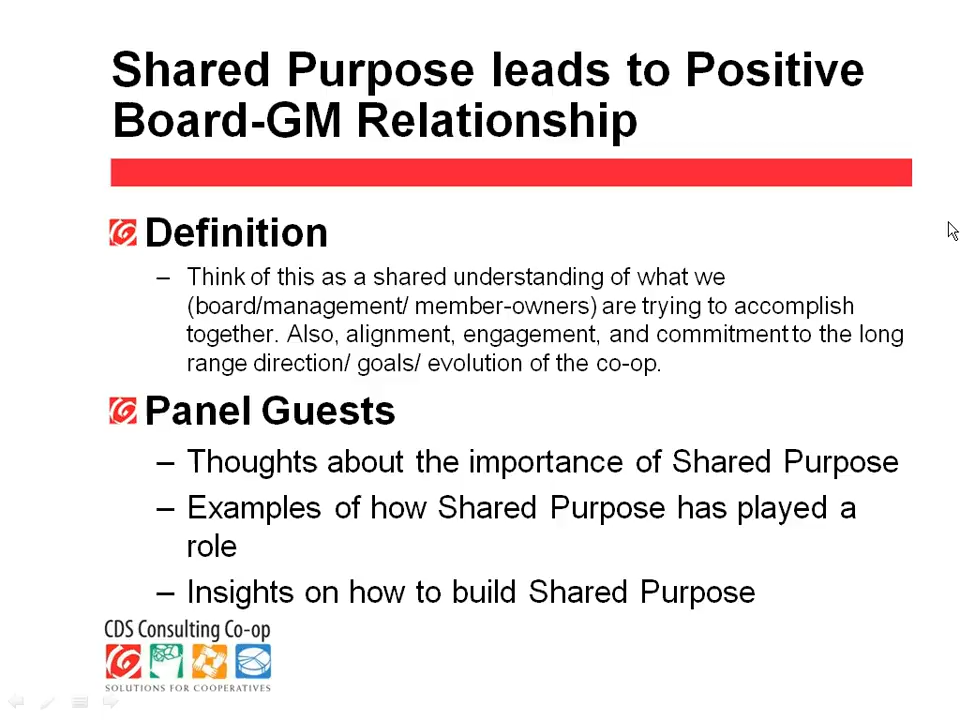 Shared Purpose leads to Positive
Board-GM Relationship
Definition
– Think of this as a shared understanding of what we
(board/management/ member-owners) are trying to accomplish
together. Also, alignment, engagement, and commitment to the long
range direction/ goals/ evolution of the co-op.
Panel Guests
– Thoughts about the importance of Shared Purpose
– Examples of how Shared Purpose has played a
role
– Insights on how to build Shared Purpose
CDS Consulting Co-op
SOLUTIONS FOR COOPERATIVES